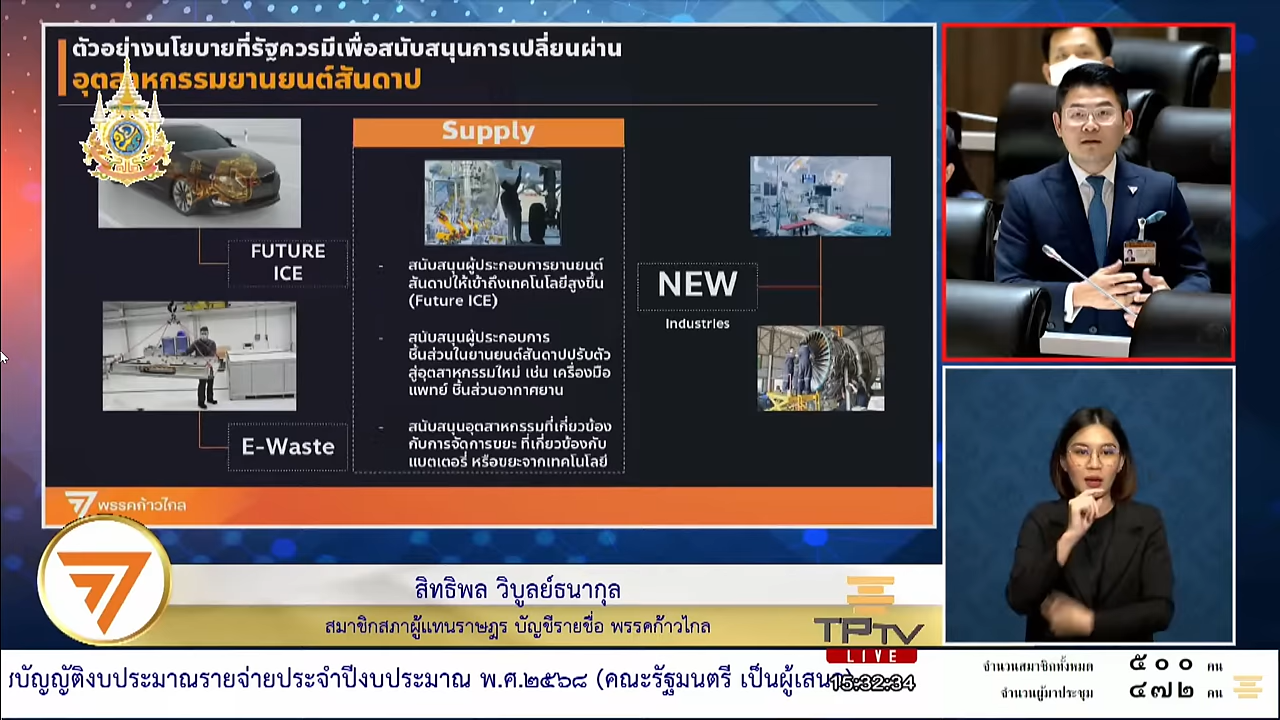 ตัวอย่างนโยบายที่รัฐควรมีเพื่อสนับสนุนการเปลี่ยนผ่าน
อุตสาหกรรมยานยนต์สันดาป
FUTURE
ICE
E-Waste
Supply
- สนับสนุนผู้ประกอบการยานยนต์
สันดาปให้เข้าถึงเทคโนโลยีสูงขึ้น
(Future ICE)
- สนับสนุนผู้ประกอบการ
ชิ้นส่วนในยานยนต์สันดาปปรับตัว
สู่อุตสาหกรรมใหม่ เช่น เครื่องมือ
แพทย์ ชิ้นส่วนอากาศยาน
- สนับสนุนอุตสาหกรรมที่เกี่ยวข้อง
กับการจัดการขยะ ที่เกี่ยวข้องกับ
แบตเตอรี่ หรือขยะจากเทคโนโลยี
NEW
Industries
พรรคก้าวไกล
สิทธิพล วิบูลย์ธนากุล
สมาชิกสภาผู้แทนราษฎร บัญชีรายชื่อ พรรคก้าวไกล
TPTV
LIVE
15:32:34
รบัญญัติงบประมาณรายจ่ายประจำปีงบประมาณ พ.ศ.๒๕๖๘ (คณะรัฐมนตรี เป็นผู้เสนอ
จำนวนสมาชิกทั้งหมด ๕๐๐ คน
จำนวนผู้มาประชุม ๔๗๒ คน